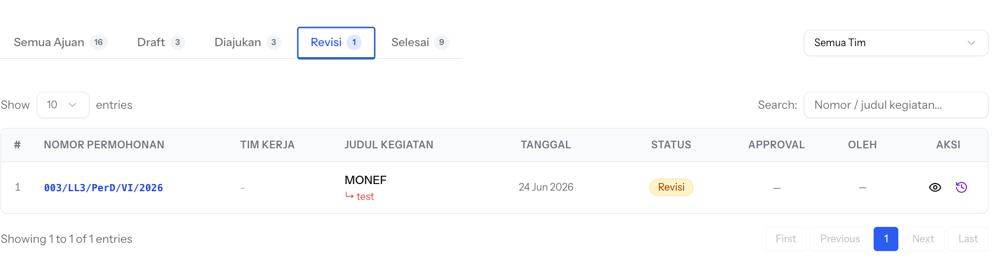 Semua Ajuan 16 Draft 3 Diajukan 3 Revisi 1 Selesai 9 Semua Tim
Show 10 entries Search: Nomor / judul kegiatan...
# NOMOR PERMOHONAN TIM KERJA JUDUL KEGIATAN TANGGAL STATUS APPROVAL OLEH AKSI
1 003/LL3/PerD/VI/2026 - MONEF 24 Jun 2026 Revisi — —
↳ test
Showing 1 to 1 of 1 entries First Previous 1 Next Last